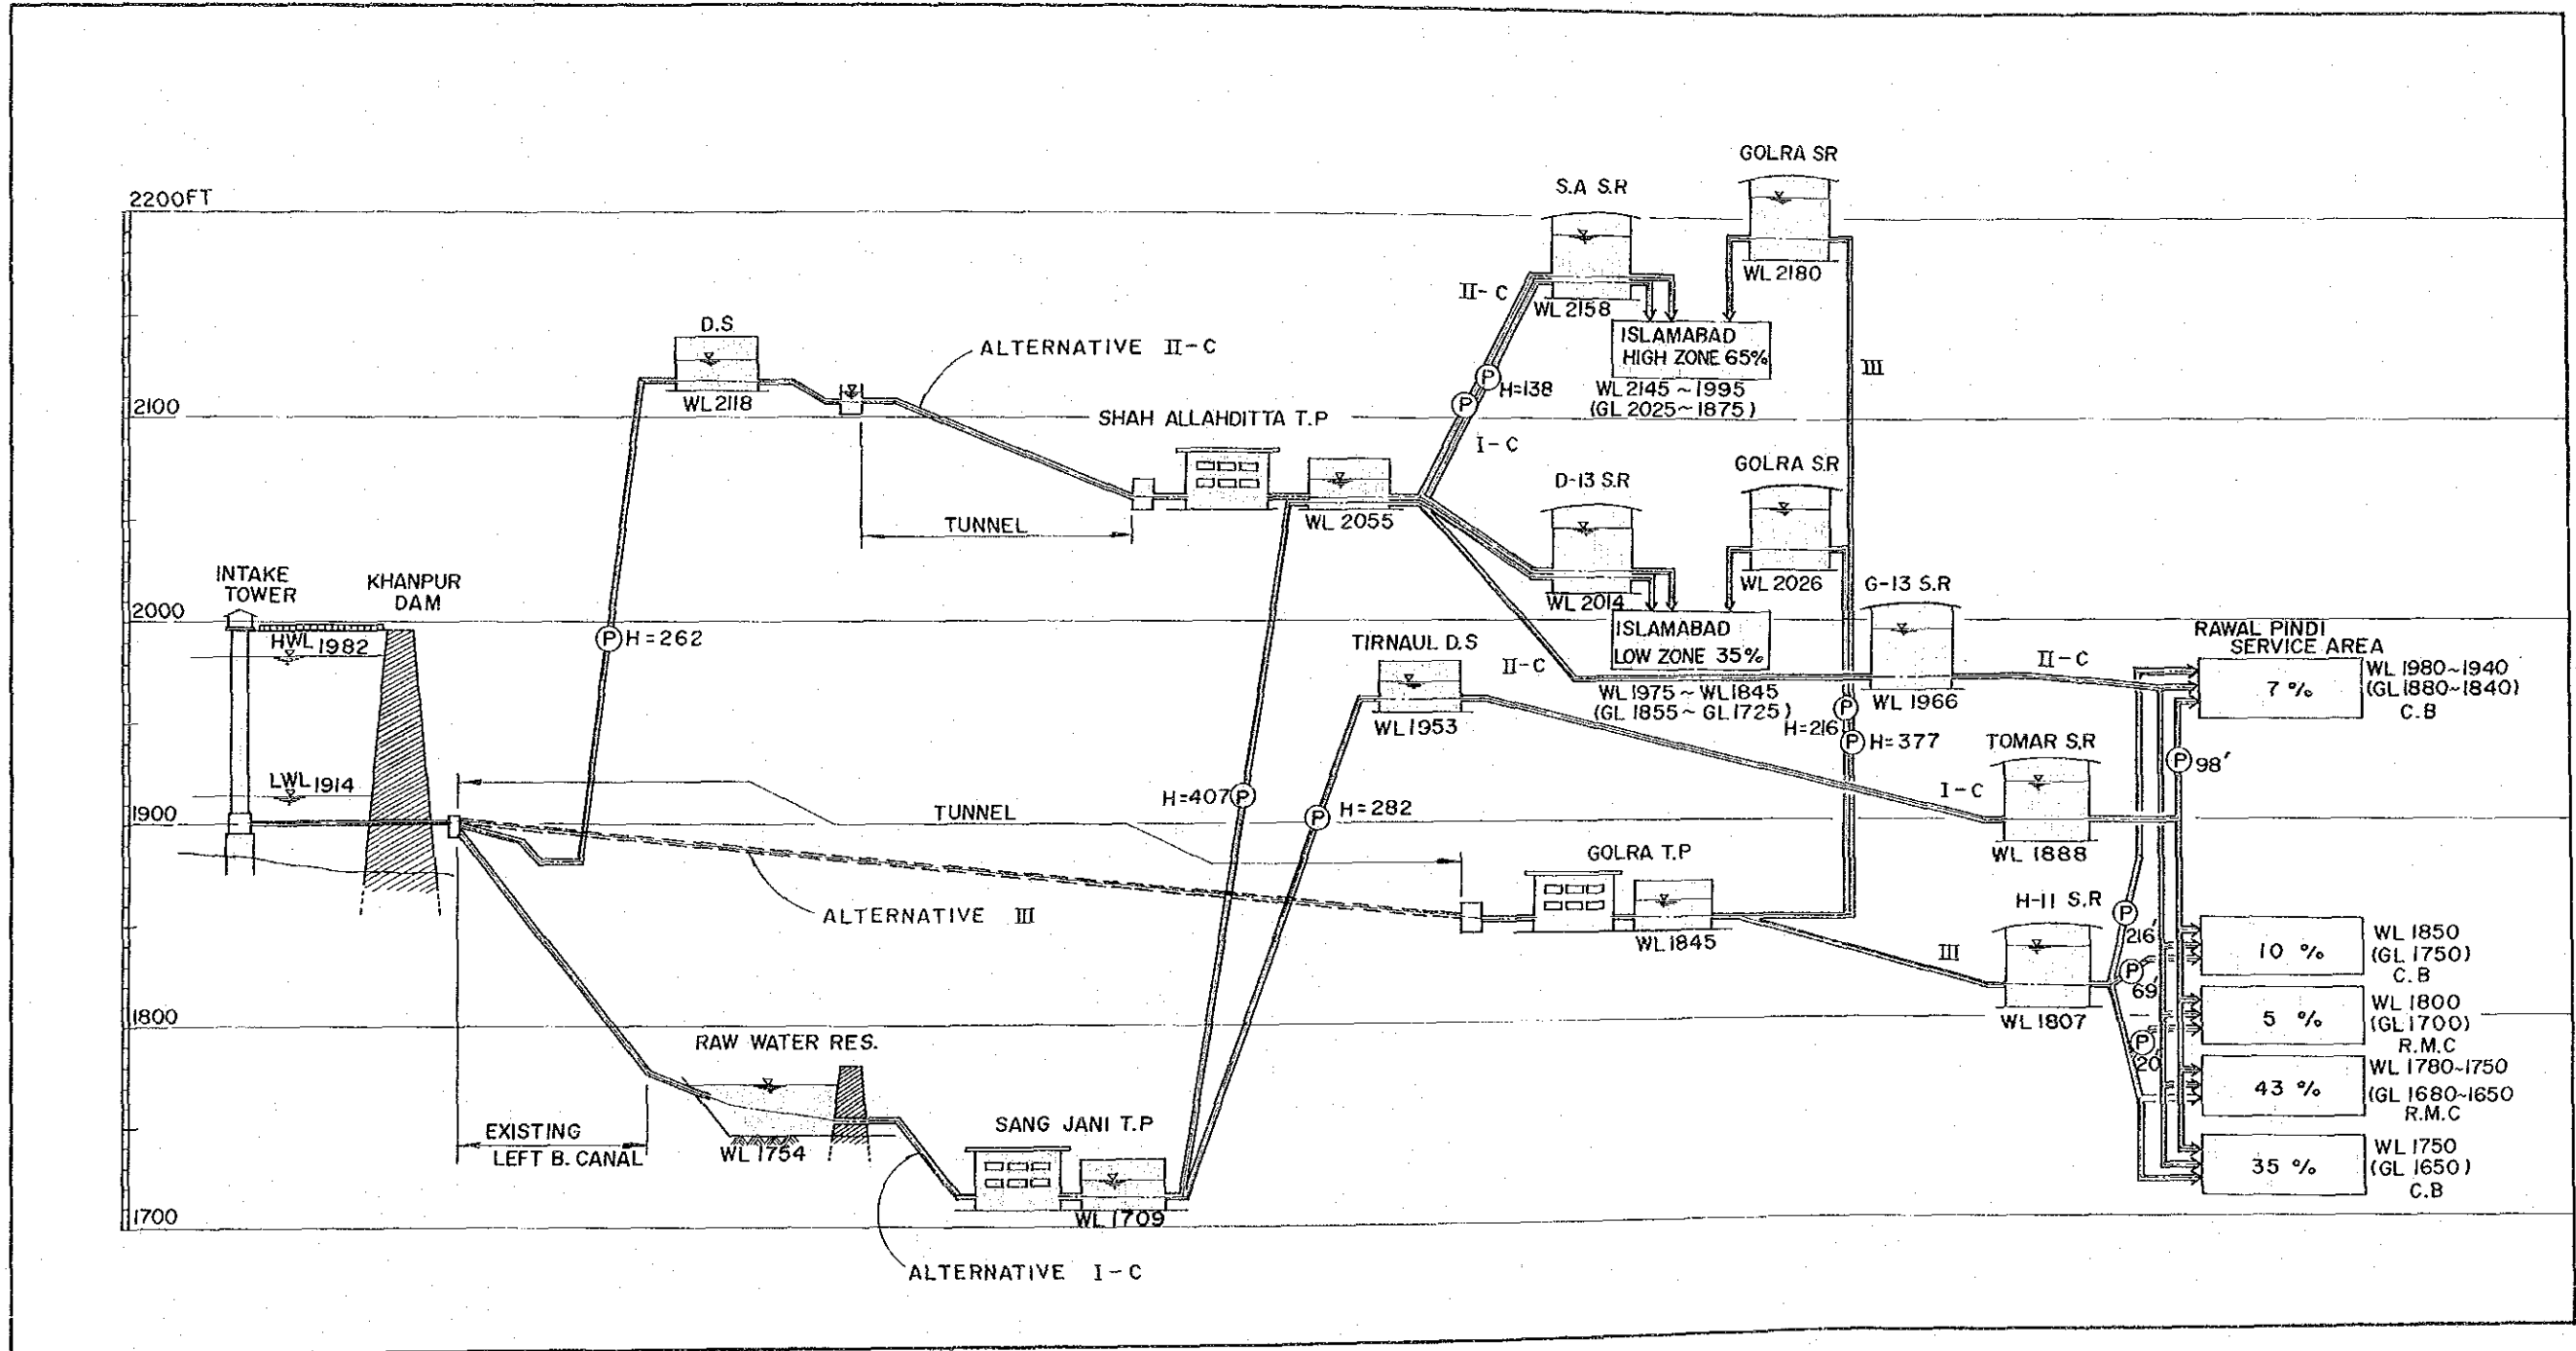 2200FT
2100
2000
1900
1800
1700
INTAKE
TOWER
KHANPUR
DAM
HWL 1982
LWL 1914
D.S
WL 2118
H=262
ALTERNATIVE II-C
TUNNEL
SHAH ALLAHDITTA T.P
WL 2055
II-C
H=138
I-C
S.A S.R
WL 2158
GOLRA SR
WL 2180
ISLAMABAD
HIGH ZONE 65%
WL 2145 ~ 1995
(GL 2025~1875)
III
D-13 S.R
WL 2014
GOLRA S.R
WL 2026
ISLAMABAD
LOW ZONE 35%
WL 1975 ~ WL 1845
(GL 1855 ~ GL 1725)
II-C
G-13 S.R
WL 1966
II-C
H=216
H=377
TIRNAUL D.S
WL 1953
H=407
H=282
I-C
TOMAR S.R
WL 1888
TUNNEL
ALTERNATIVE III
GOLRA T.P
WL 1845
III
H-11 S.R
WL 1807
EXISTING
LEFT B. CANAL
RAW WATER RES.
WL 1754
SANG JANI T.P
WL 1709
ALTERNATIVE I-C
RAWAL PINDI
SERVICE AREA
7 %
WL 1980~1940
(GL 1880~1840)
C.B
98'
216'
69'
20'
10 %
WL 1850
(GL 1750)
C.B
5 %
WL 1800
(GL 1700)
R.M.C
43 %
WL 1780~1750
(GL 1680~1650
R.M.C
35 %
WL 1750
(GL 1650)
C.B
P
P
P
P
P
P
P
P
P
P
P